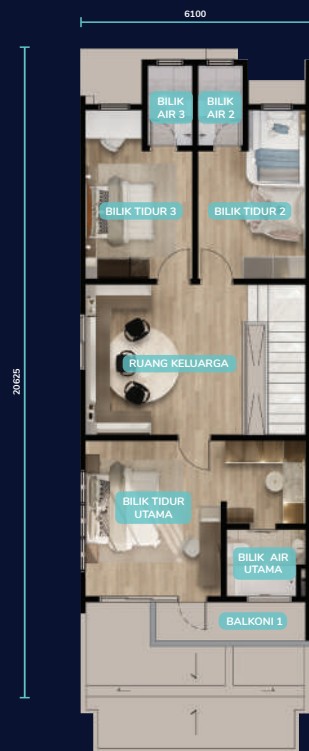 6100
BILIK
AIR 3
BILIK
AIR 2
BILIK TIDUR 3
BILIK TIDUR 2
RUANG KELUARGA
20625
BILIK TIDUR
UTAMA
BILIK AIR
UTAMA
BALKONI 1